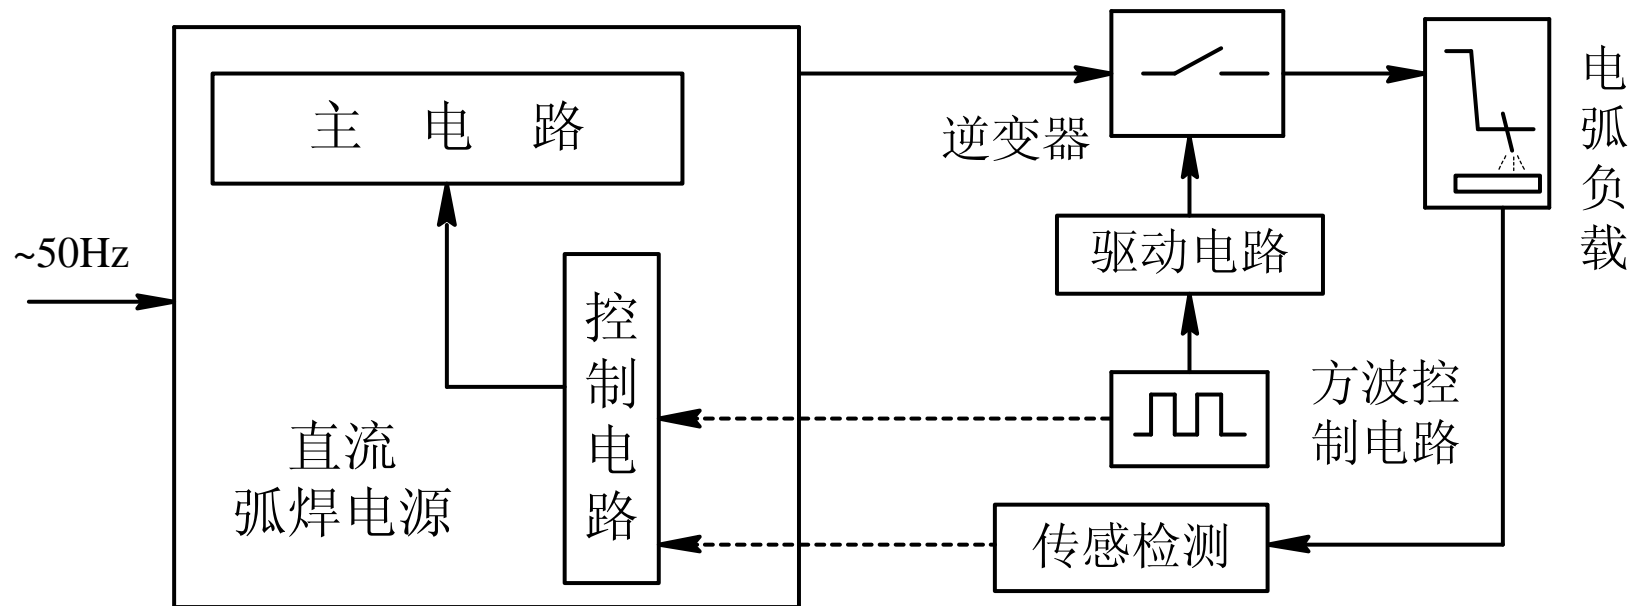 主电路
逆变器
电弧负载
~50Hz
驱动电路
控制电路
方波控
制电路
直流
弧焊电源
传感检测